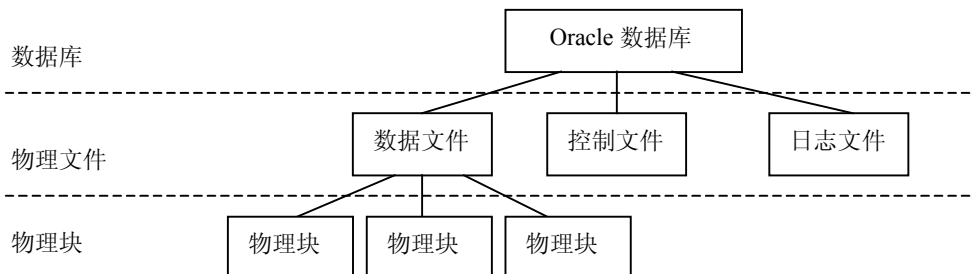 Oracle 数据库
数据库
数据文件
控制文件
日志文件
物理文件
物理块
物理块
物理块
物理块